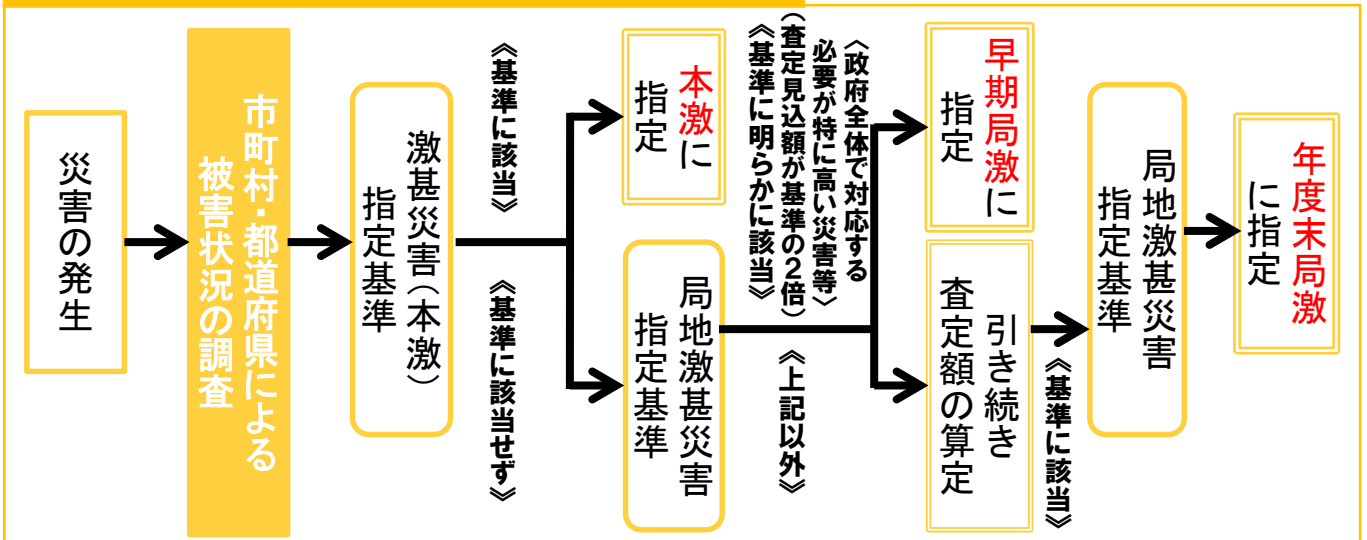 災害の発生
市町村・都道府県による
被害状況の調査
激甚災害（本激）
指定基準
《基準に該当》
《基準に該当せず》
本激に
指定
局地激甚災害
指定基準
〈政府全体で対応する
必要が特に高い災害等〉
（査定見込額が基準の２倍）
《基準に明らかに該当》
《上記以外》
早期局激に
指定
引き続き
査定額の算定
《基準に該当》
局地激甚災害
指定基準
年度末局激
に指定